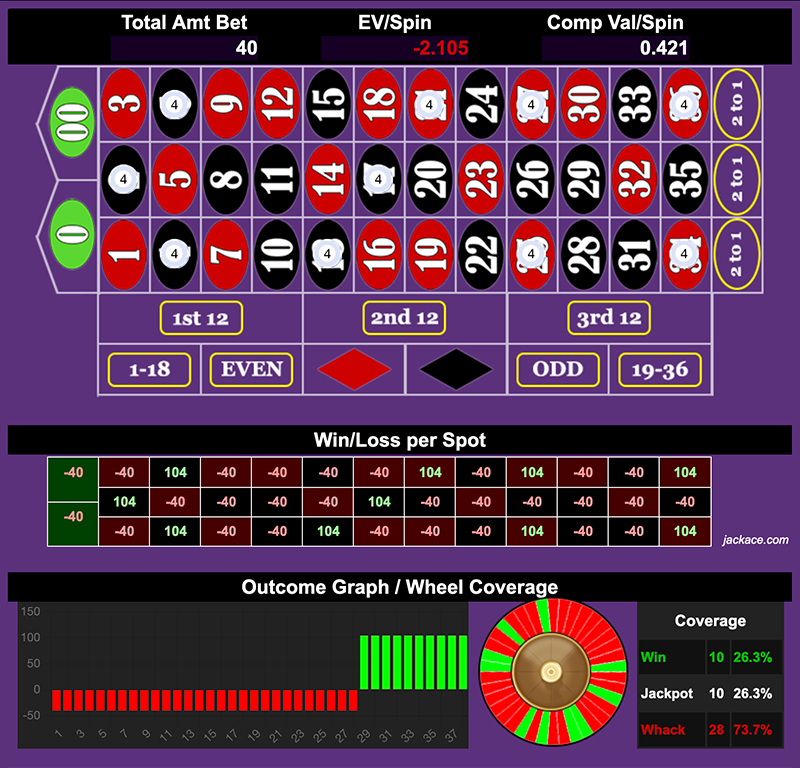 Total Amt Bet EV/Spin Comp Val/Spin
40 -2.105 0.421
00 3 4 9 12 15 18 4 24 4 30 33 4 2 to 1
4 5 8 11 14 4 20 23 26 29 32 35 2 to 1
0 1 4 7 10 4 16 19 22 4 28 31 4 2 to 1
1st 12 2nd 12 3rd 12
1-18 EVEN ODD 19-36
Win/Loss per Spot
-40 -40 104 -40 -40 -40 -40 104 -40 104 -40 -40 104
104 -40 -40 -40 -40 104 -40 -40 -40 -40 -40 -40
-40 -40 104 -40 -40 104 -40 -40 -40 104 -40 -40 104
jackace.com
Outcome Graph / Wheel Coverage
150
100
50
0
-50
1 3 5 7 9 11 13 15 17 19 21 23 25 27 29 31 33 35 37
Coverage
Win 10 26.3%
Jackpot 10 26.3%
Whack 28 73.7%